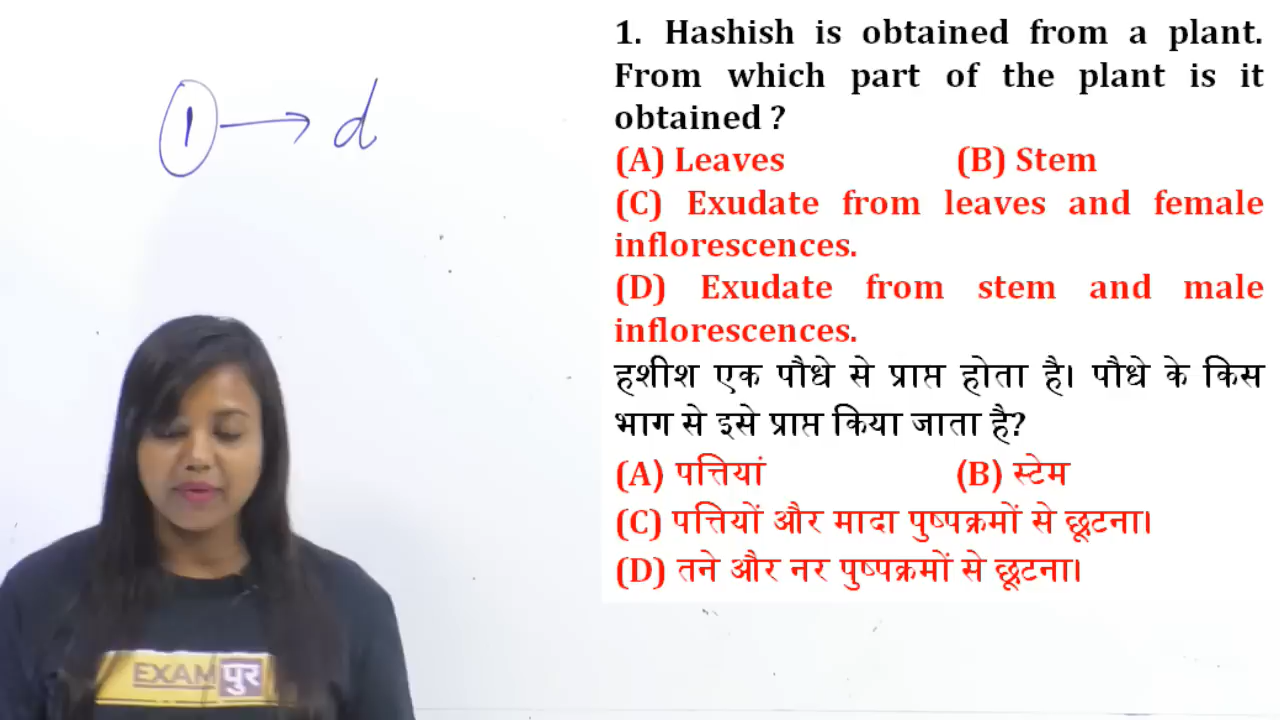 1 → d
1. Hashish is obtained from a plant.
From which part of the plant is it
obtained ?
(A) Leaves (B) Stem
(C) Exudate from leaves and female
inflorescences.
(D) Exudate from stem and male
inflorescences.
हशीश एक पौधे से प्राप्त होता है। पौधे के किस
भाग से इसे प्राप्त किया जाता है?
(A) पत्तियां (B) स्टेम
(C) पत्तियों और मादा पुष्पक्रमों से छूटना।
(D) तने और नर पुष्पक्रमों से छूटना।
EXAMपुर